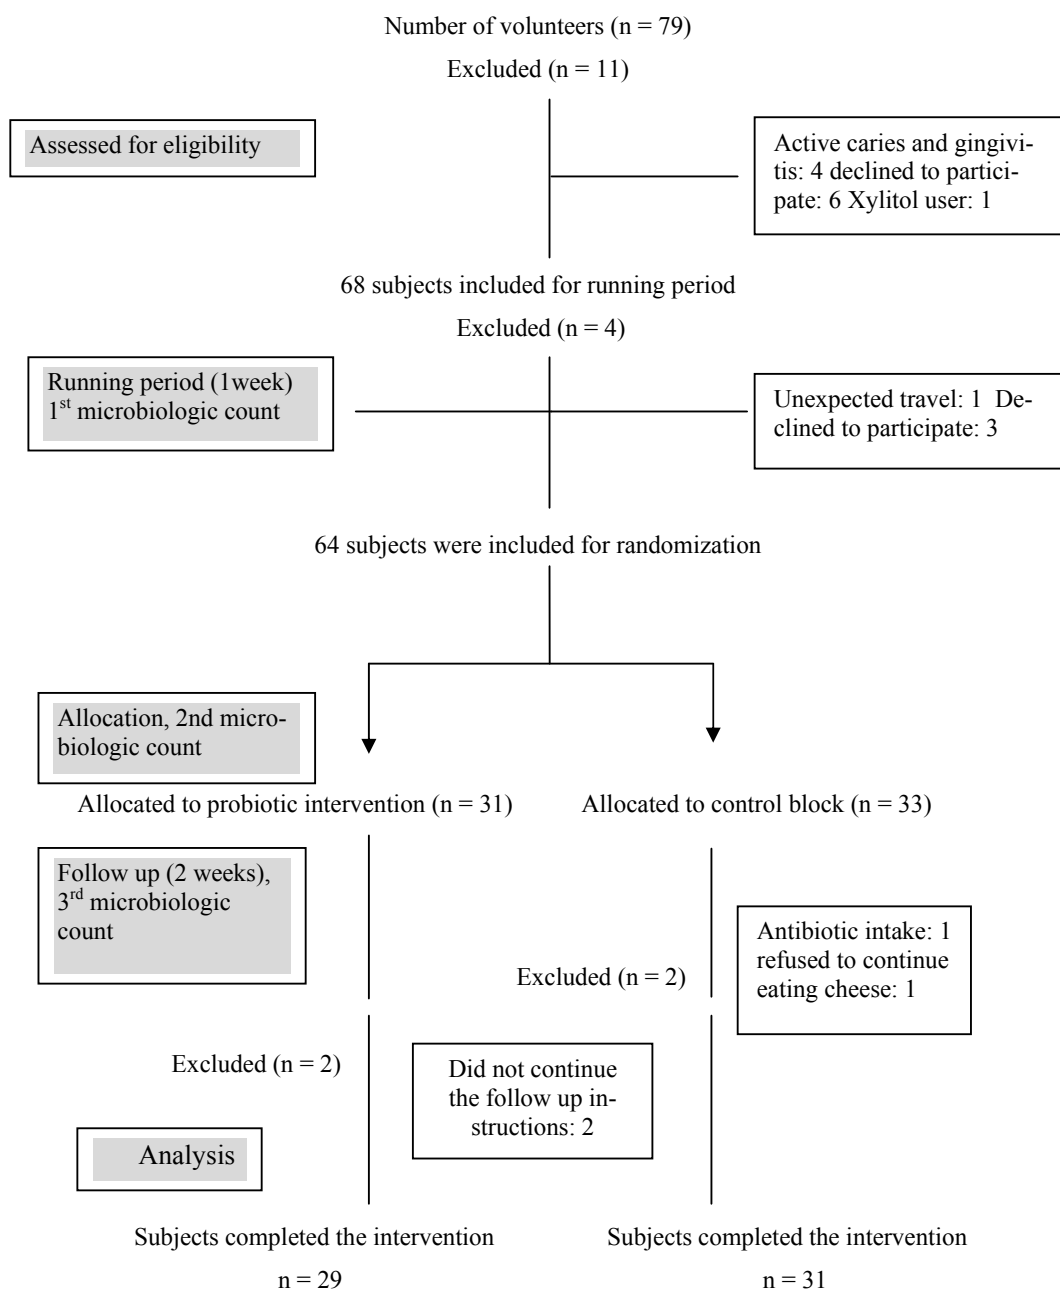 Number of volunteers (n = 79)
Excluded (n = 11)
Assessed for eligibility
Active caries and gingivi-
tis: 4 declined to partici-
pate: 6 Xylitol user: 1
68 subjects included for running period
Excluded (n = 4)
Running period (1week)
1st microbiologic count
Unexpected travel: 1 De-
clined to participate: 3
64 subjects were included for randomization
Allocation, 2nd micro-
biologic count
Allocated to probiotic intervention (n = 31)
Allocated to control block (n = 33)
Follow up (2 weeks),
3rd microbiologic
count
Antibiotic intake: 1
refused to continue
eating cheese: 1
Excluded (n = 2)
Excluded (n = 2)
Did not continue
the follow up in-
structions: 2
Analysis
Subjects completed the intervention
n = 29
Subjects completed the intervention
n = 31